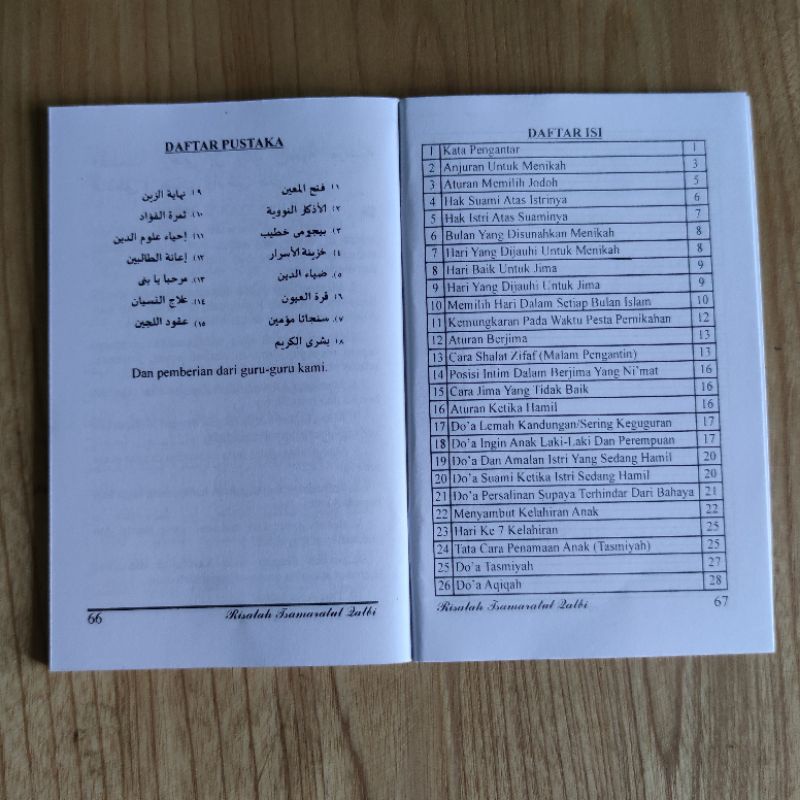 DAFTAR PUSTAKA
١. فتح المعين
٢. الأذكار النووية
٣. بيجومي خطيب
٤. خزينة الأسرار
٥. ضياء الدين
٦. قرة العيون
٧. سنجاتا مؤمين
٨. بشرى الكريم
٩. نهاية الزين
١٠. ثمرة الفؤاد
١١. إحياء علوم الدين
١٢. إعانة الطالبين
١٣. مرحبا يا بني
١٤. علاج النسيان
١٥. عقود اللجين
Dan pemberian dari guru-guru kami.
66 Risalah Tsamaratul Qalbi
DAFTAR ISI
1 Kata Pengantar 1
2 Anjuran Untuk Menikah 3
3 Aturan Memilih Jodoh 5
4 Hak Suami Atas Istrinya 6
5 Hak Istri Atas Suaminya 7
6 Bulan Yang Disunahkan Menikah 8
7 Hari Yang Dijauhi Untuk Menikah 8
8 Hari Baik Untuk Jima 9
9 Hari Yang Dijauhi Untuk Jima 9
10 Memilih Hari Dalam Setiap Bulan Islam 10
11 Kemungkaran Pada Waktu Pesta Pernikahan 12
12 Aturan Berjima 13
13 Cara Shalat Zifaf (Malam Pengantin) 13
14 Posisi Intim Dalam Berjima Yang Ni'mat 16
15 Cara Jima Yang Tidak Baik 16
16 Aturan Ketika Hamil 16
17 Do'a Lemah Kandungan/Sering Keguguran 17
18 Do'a Ingin Anak Laki-Laki Dan Perempuan 17
19 Do'a Dan Amalan Istri Yang Sedang Hamil 20
20 Do'a Suami Ketika Istri Sedang Hamil 20
21 Do'a Persalinan Supaya Terhindar Dari Bahaya 21
22 Menyambut Kelahiran Anak 22
23 Hari Ke 7 Kelahiran 25
24 Tata Cara Penamaan Anak (Tasmiyah) 25
25 Do'a Tasmiyah 27
26 Do'a Aqiqah 28
Risalah Tsamaratul Qalbi 67